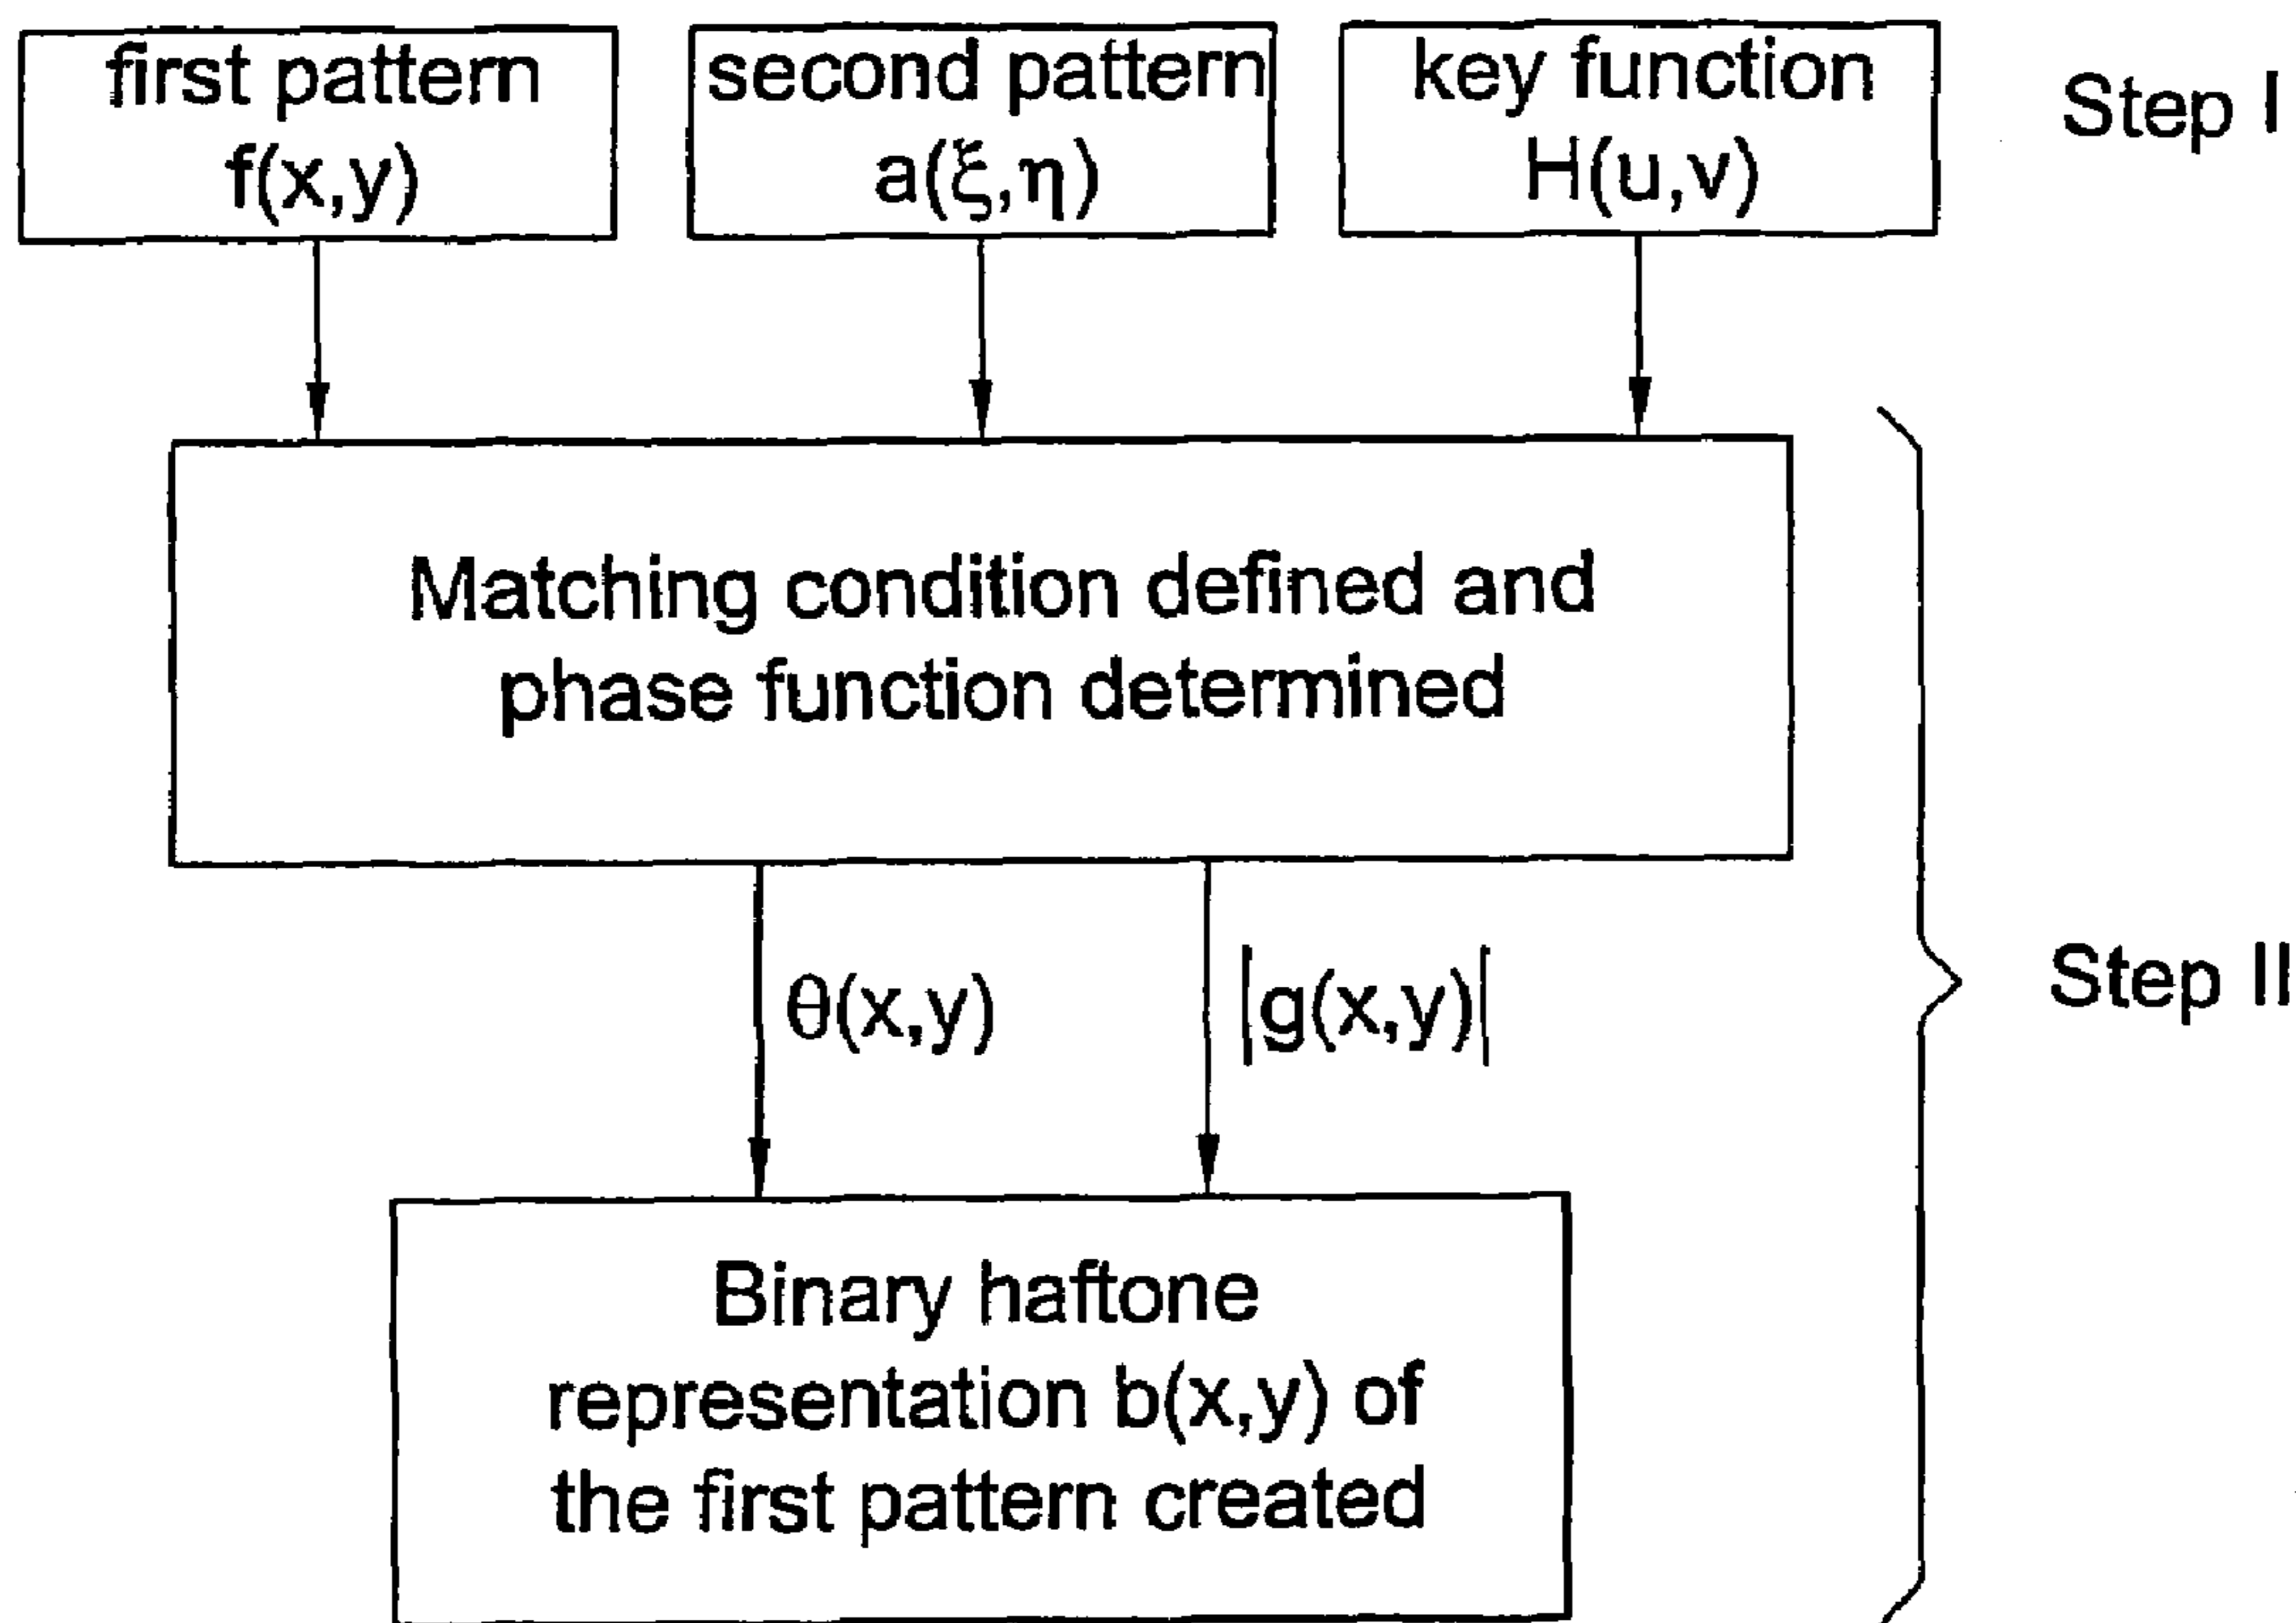 first pattern
f(x,y)
second pattern
a(ξ,η)
key function
H(u,v)
Step I
Matching condition defined and
phase function determined
θ(x,y)
|g(x,y)|
Step II
Binary haftone
representation b(x,y) of
the first pattern created